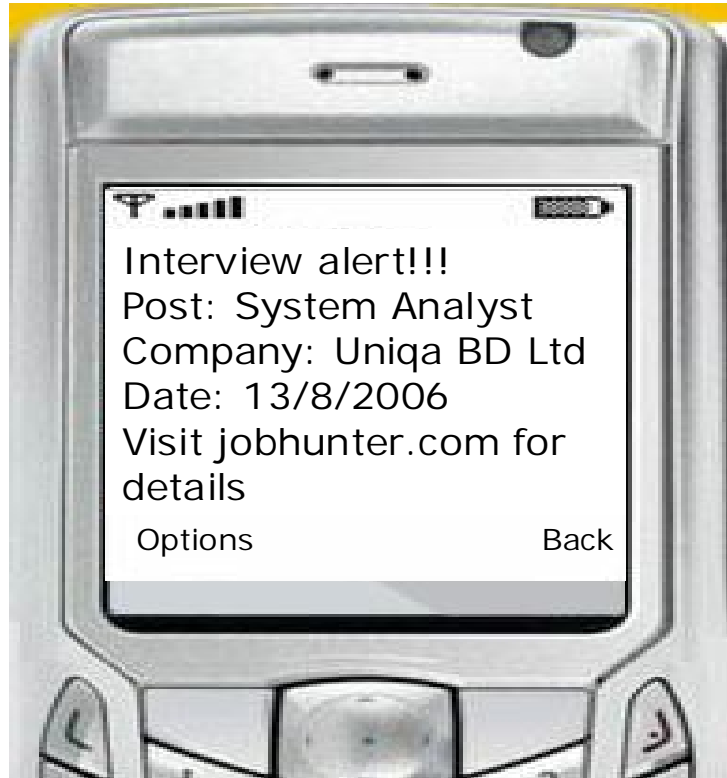 Interview alert!!!
Post: System Analyst
Company: Uniqa BD Ltd
Date: 13/8/2006
Visit jobhunter.com for
details
Options Back